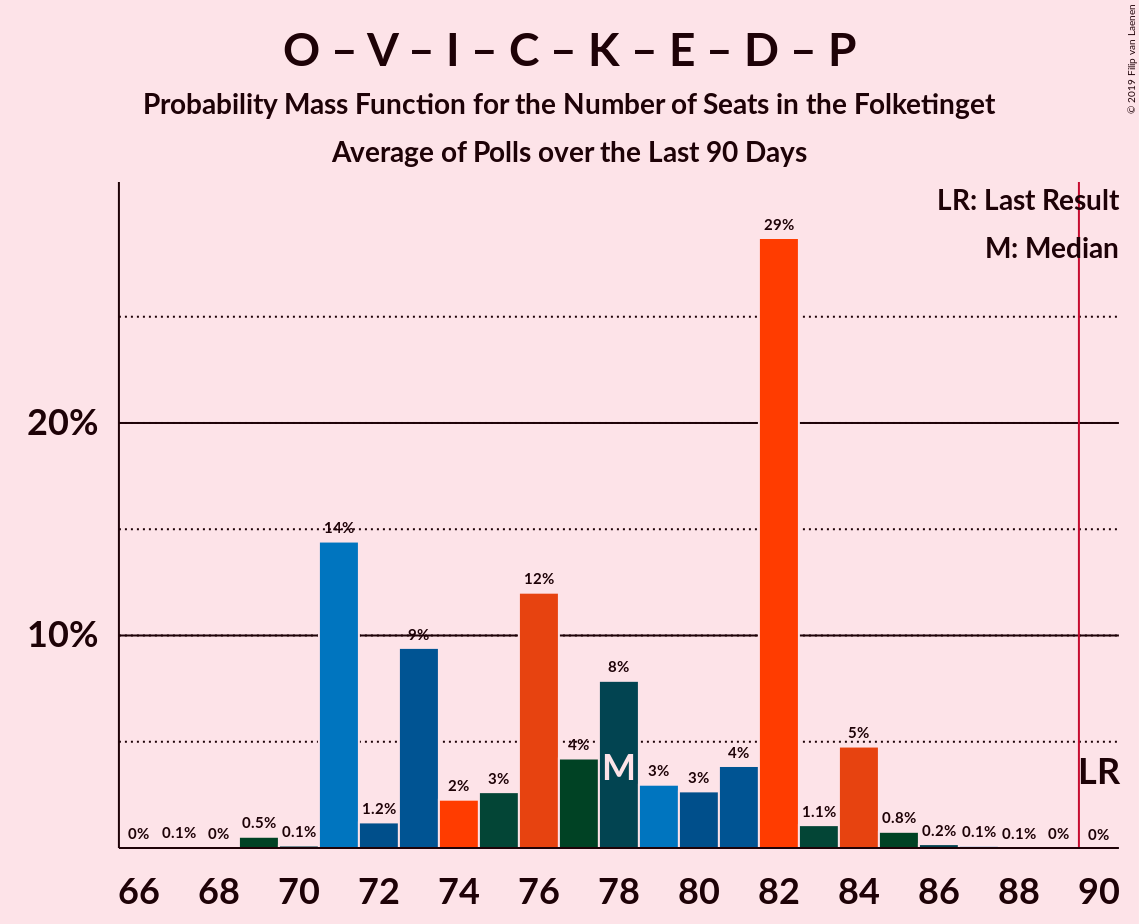 O – V – I – C – K – E – D – P
Probability Mass Function for the Number of Seats in the Folketinget
Average of Polls over the Last 90 Days
© 2019 Filip van Laenen
LR: Last Result
M: Median
29%
20%
14%
12%
10%
9%
8%
5%
4%
4%
M
3%
LR
3%
2%
3%
1.2%
1.1%
0.8%
0.5%
0% 0.1% 0% 0.1% 0.2% 0.1% 0.1% 0% 0%
66 68 70 72 74 76 78 80 82 84 86 88 90